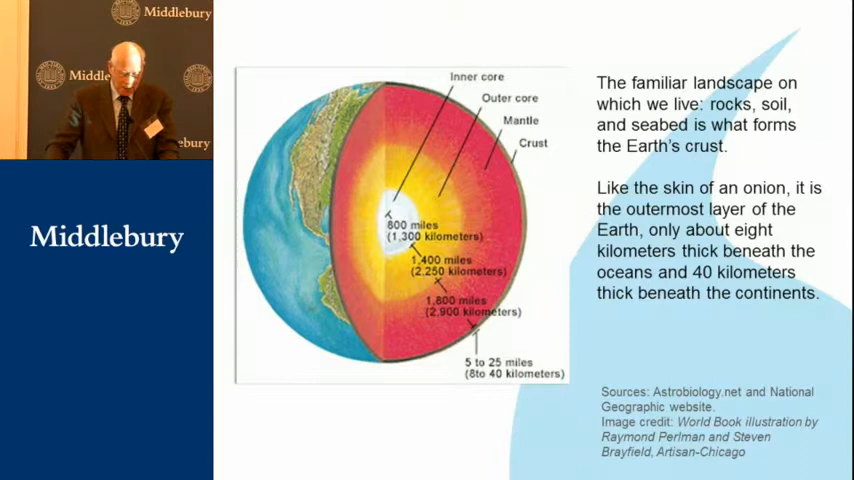 Middlebury
Middle
ebury
Middlebury
Inner core
Outer core
Mantle
Crust
800 miles
(1,300 kilometers)
1,400 miles
(2,250 kilometers)
1,800 miles
(2,900 kilometers)
5 to 25 miles
(8to 40 kilometers)
The familiar landscape on
which we live: rocks, soil,
and seabed is what forms
the Earth's crust.
Like the skin of an onion, it is
the outermost layer of the
Earth, only about eight
kilometers thick beneath the
oceans and 40 kilometers
thick beneath the continents.
Sources: Astrobiology.net and National
Geographic website.
Image credit: World Book illustration by
Raymond Perlman and Steven
Brayfield, Artisan-Chicago